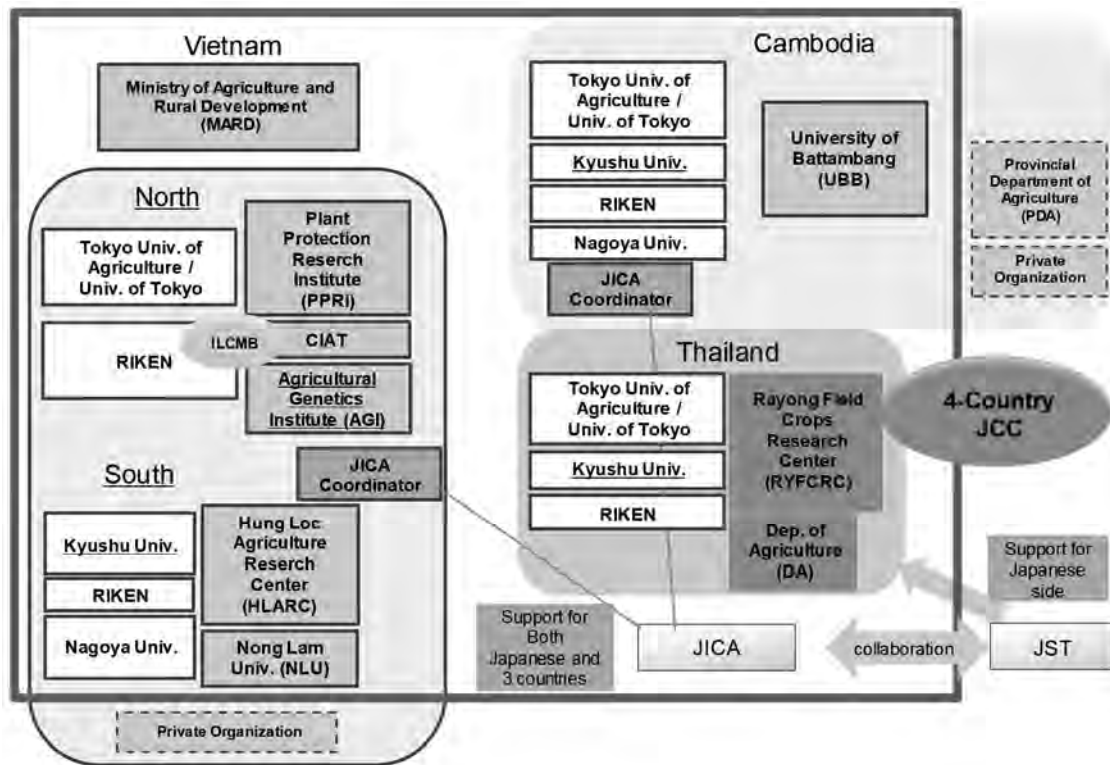 Vietnam
Ministry of Agriculture and
Rural Development
(MARD)
North
Tokyo Univ. of
Agriculture /
Univ. of Tokyo
Plant
Protection
Reserch
Institute
(PPRI)
RIKEN
ILCMB
CIAT
Agricultural
Genetics
Institute (AGI)
JICA
Coordinator
South
Kyushu Univ.
RIKEN
Nagoya Univ.
Hung Loc
Agriculture
Reserch
Center
(HLARC)
Nong Lam
Univ. (NLU)
Private Organization
Cambodia
Tokyo Univ. of
Agriculture /
Univ. of Tokyo
Kyushu Univ.
RIKEN
Nagoya Univ.
JICA
Coordinator
University of
Battambang
(UBB)
Provincial
Department of
Agriculture
(PDA)
Private
Organization
Thailand
Tokyo Univ. of
Agriculture /
Univ. of Tokyo
Kyushu Univ.
RIKEN
Rayong Field
Crops
Research
Center
(RYFCRC)
Dep. of
Agriculture
(DA)
4-Country
JCC
Support for
Japanese
side
Support for
Both
Japanese and
3 countries
JICA
collaboration
JST